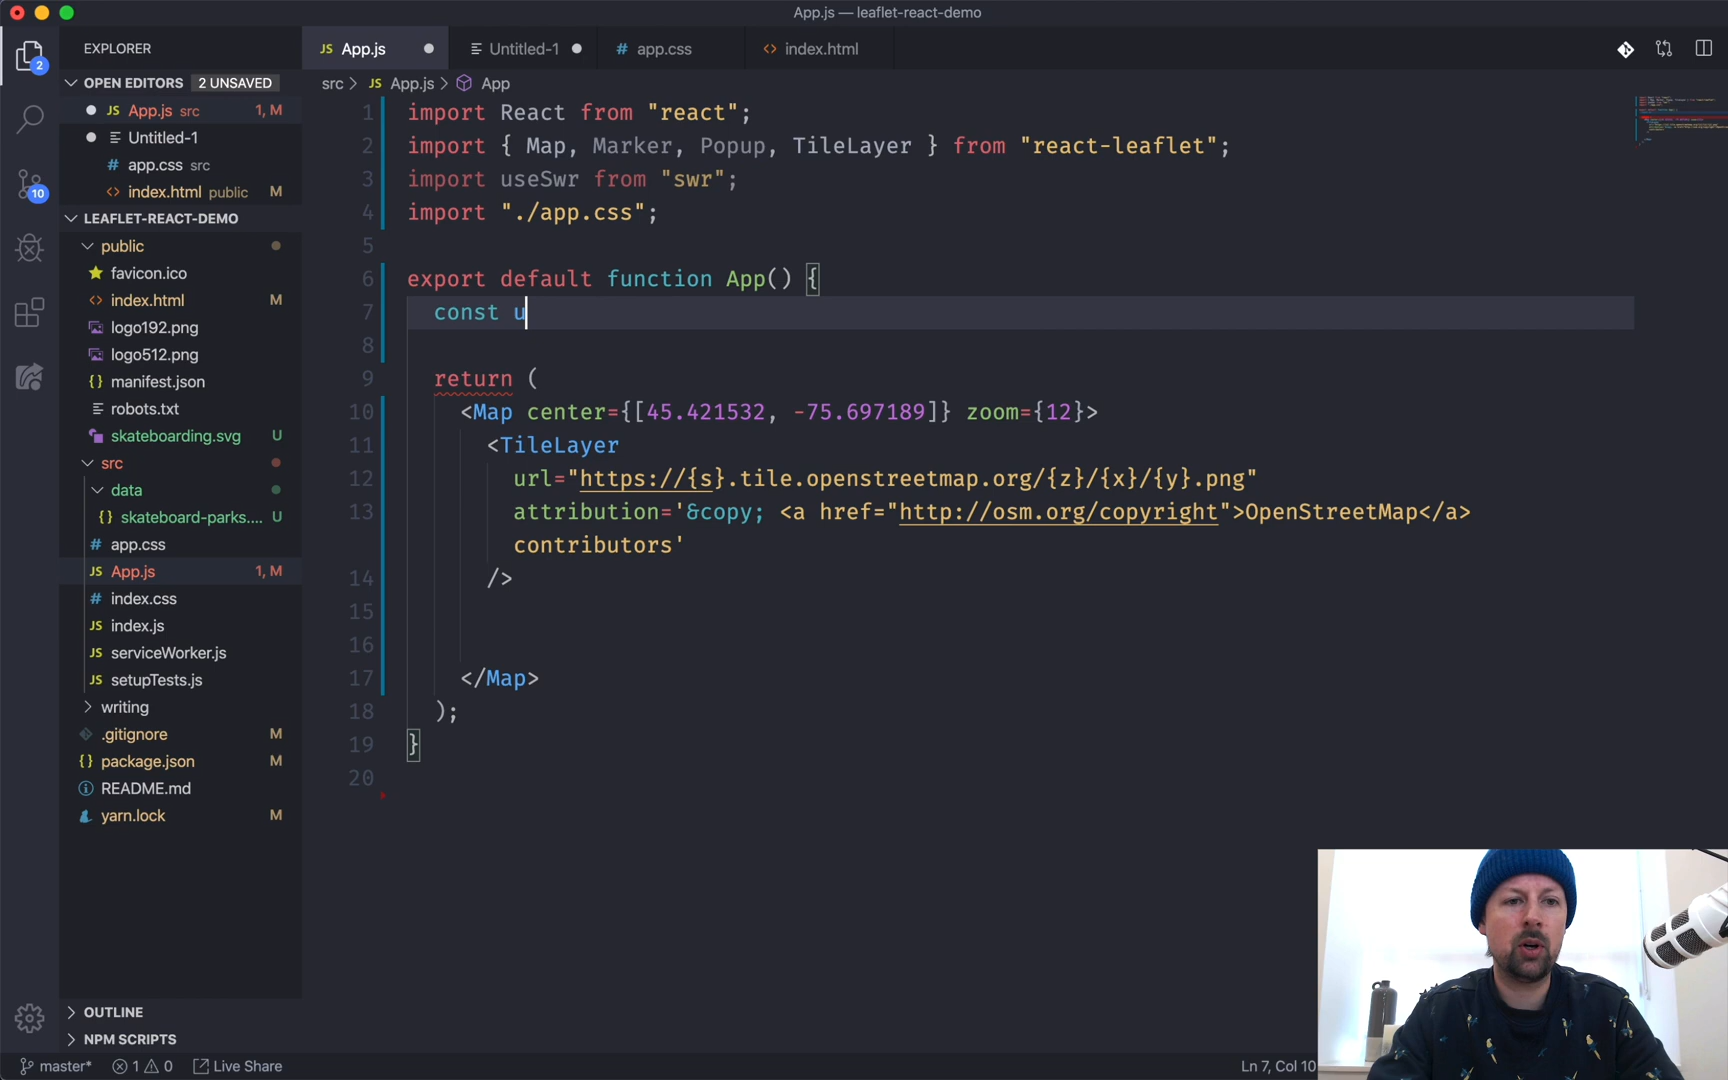 App.js — leaflet-react-demo
EXPLORER
OPEN EDITORS 2 UNSAVED
App.js src 1, M
Untitled-1
app.css src
index.html public M
LEAFLET-REACT-DEMO
public
favicon.ico
index.html M
logo192.png
logo512.png
manifest.json
robots.txt
skateboarding.svg U
src
data
skateboard-parks.... U
app.css
App.js 1, M
index.css
index.js
serviceWorker.js
setupTests.js
writing
.gitignore M
package.json M
README.md
yarn.lock M
OUTLINE
NPM SCRIPTS
2
10
JS App.js Untitled-1 # app.css <> index.html
src > JS App.js > App
1 import React from "react";
2 import { Map, Marker, Popup, TileLayer } from "react-leaflet";
3 import useSwr from "swr";
4 import "./app.css";
5
6 export default function App() {
7 const u
8
9 return (
10 <Map center={[45.421532, -75.697189]} zoom={12}>
11 <TileLayer
12 url="https://{s}.tile.openstreetmap.org/{z}/{x}/{y}.png"
13 attribution='&copy; <a href="http://osm.org/copyright">OpenStreetMap</a>
contributors'
14 />
15
16
17 </Map>
18 );
19 }
20
master* 1 0 Live Share
Ln 7, Col 10